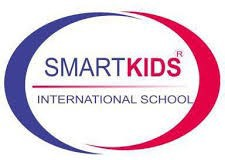 SMARTKIDS R
INTERNATIONAL SCHOOL